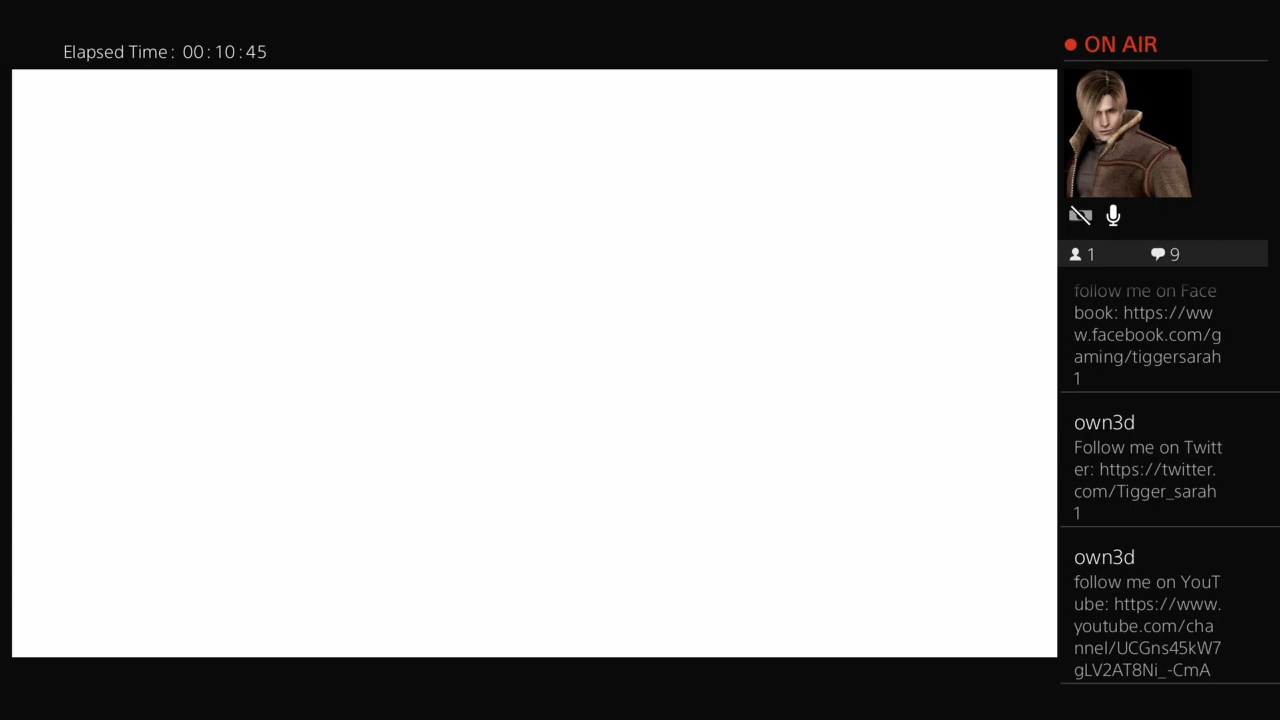 Elapsed Time: 00:10:45
ON AIR
1 9
follow me on Face
book: https://ww
w.facebook.com/g
aming/tiggersarah
1
own3d
Follow me on Twitt
er: https://twitter.
com/Tigger_sarah
1
own3d
follow me on YouT
ube: https://www.
youtube.com/cha
nnel/UCGns45kW7
gLV2AT8Ni_-CmA